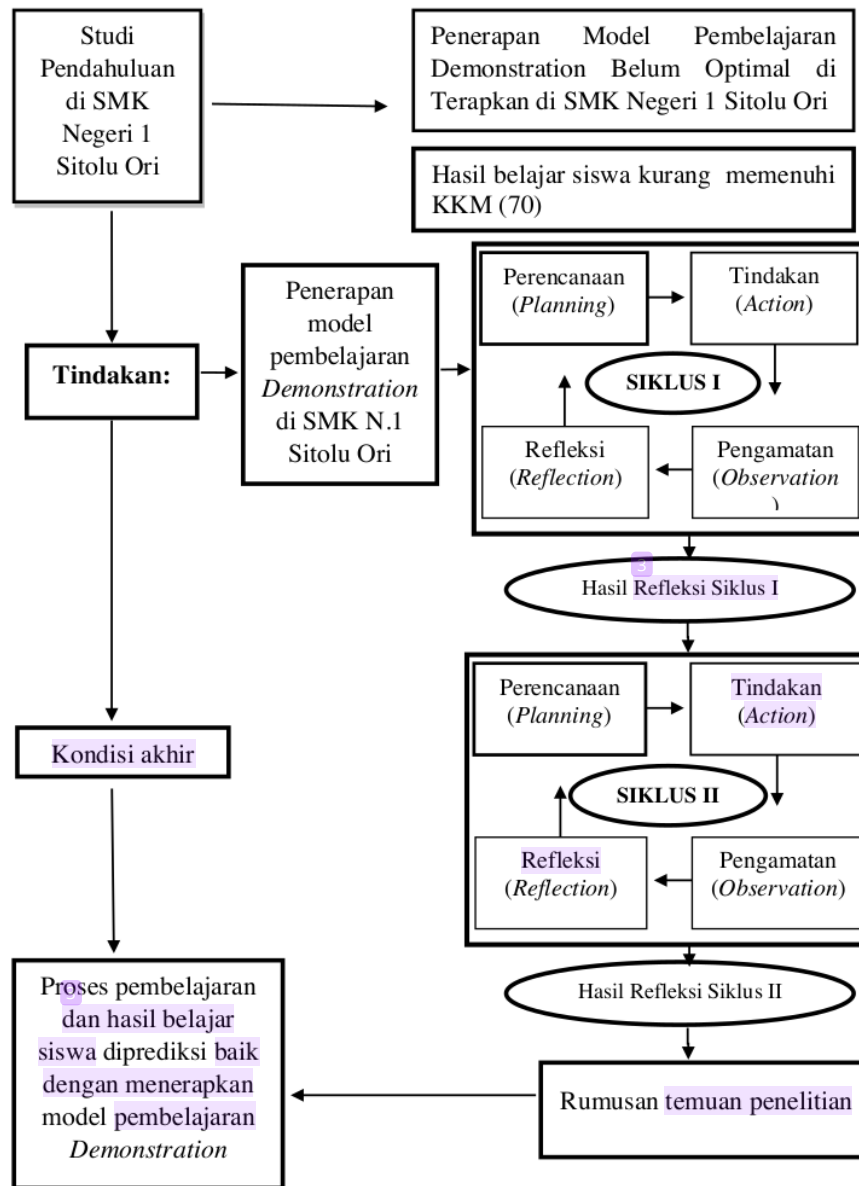 Studi
Pendahuluan
di SMK
Negeri 1
Sitolu Ori
Penerapan Model Pembelajaran
Demonstration Belum Optimal di
Terapkan di SMK Negeri 1 Sitolu Ori
Hasil belajar siswa kurang memenuhi
KKM (70)
Tindakan:
Penerapan
model
pembelajaran
Demonstration
di SMK N.1
Sitolu Ori
Perencanaan
(Planning)
Tindakan
(Action)
SIKLUS I
Refleksi
(Reflection)
Pengamatan
(Observation
)
3
Hasil Refleksi Siklus I
Perencanaan
(Planning)
Tindakan
(Action)
SIKLUS II
Refleksi
(Reflection)
Pengamatan
(Observation)
Hasil Refleksi Siklus II
Rumusan temuan penelitian
Kondisi akhir
Proses pembelajaran
dan hasil belajar
siswa diprediksi baik
dengan menerapkan
model pembelajaran
Demonstration